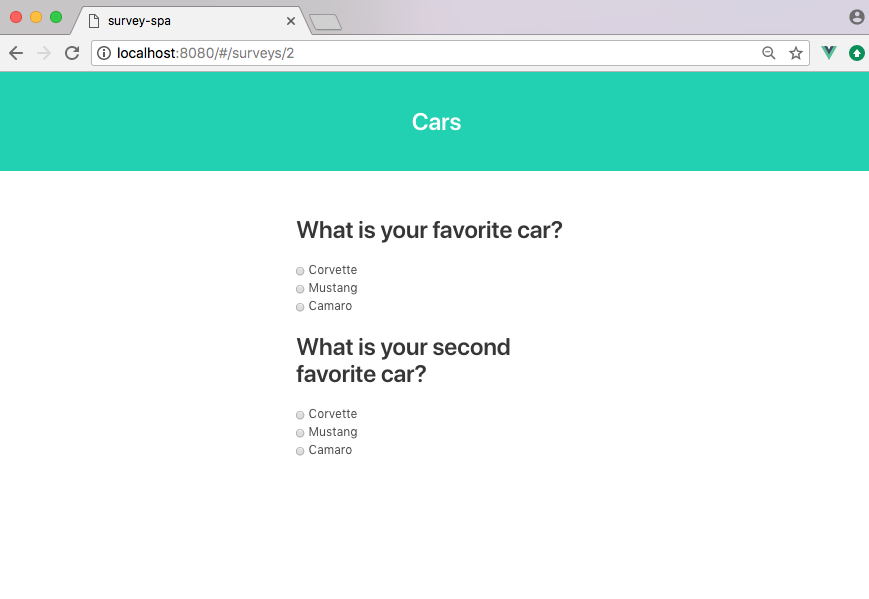 survey-spa
localhost:8080/#/surveys/2
Cars
What is your favorite car?
Corvette
Mustang
Camaro
What is your second
favorite car?
Corvette
Mustang
Camaro